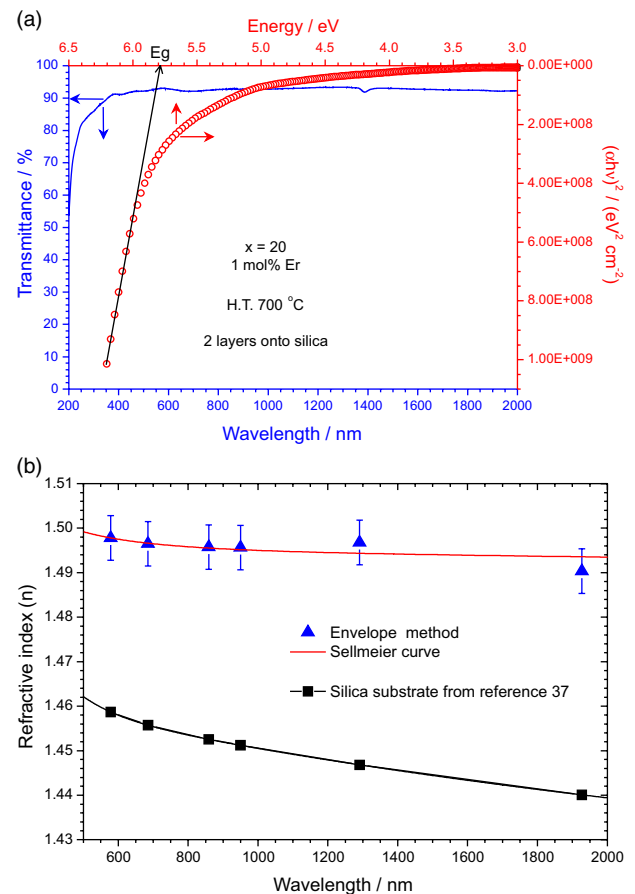 (a)
Energy / eV
6.5 6.0 5.5 5.0 4.5 4.0 3.5 3.0
Eg
Transmittance / %
100
90
80
70
60
50
40
30
20
10
0
0.00E+000
2.00E+008
4.00E+008
6.00E+008
8.00E+008
1.00E+009
(αhν)² / (eV² cm⁻²)
x = 20
1 mol% Er
H.T. 700 °C
2 layers onto silica
200 400 600 800 1000 1200 1400 1600 1800 2000
Wavelength / nm
(b)
Refractive index (n)
1.51
1.50
1.49
1.48
1.47
1.46
1.45
1.44
1.43
Envelope method
Sellmeier curve
Silica substrate from reference 37
600 800 1000 1200 1400 1600 1800 2000
Wavelength / nm